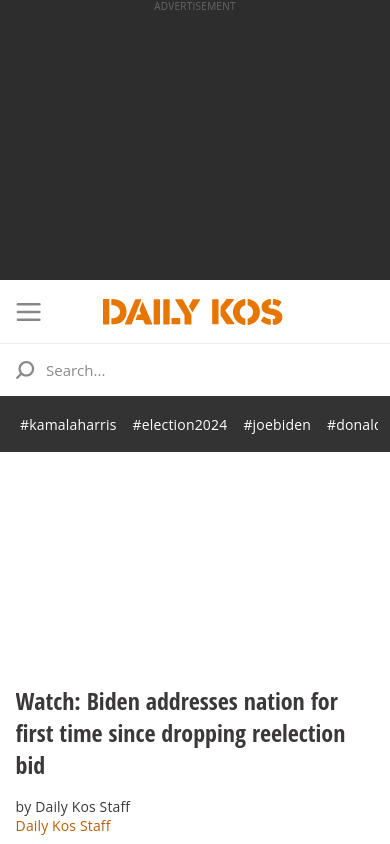 ADVERTISEMENT
DAILY KOS
Search...
#kamalaharris #election2024 #joebiden #donald
Watch: Biden addresses nation for
first time since dropping reelection
bid
by Daily Kos Staff
Daily Kos Staff